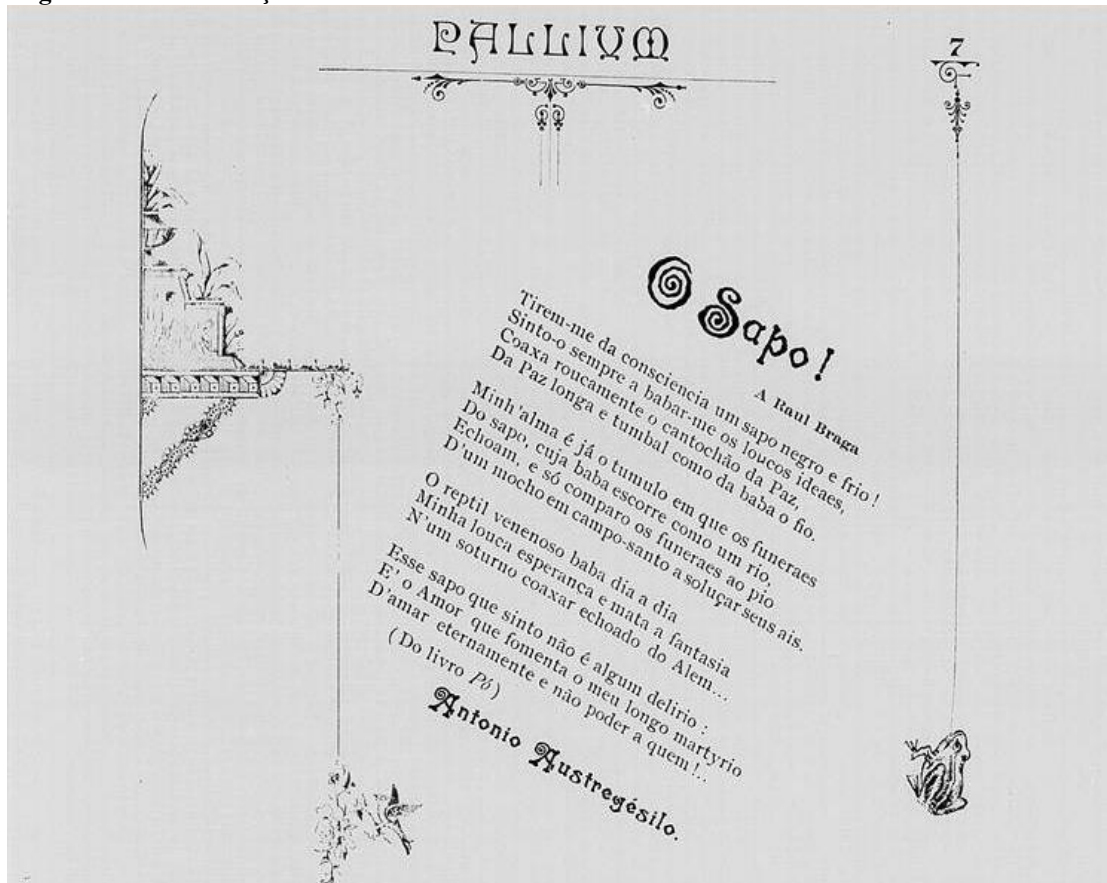 PALLIVM
7
O Sapo!
A Raul Braga
Tirem-me da consciencia um sapo negro e frio !
Sinto-o sempre a babar-me os loucos ideaes,
Coaxa roucamente o cantochão da Paz,
Da Paz longa e tumbal como da baba o fio.
Minh'alma é já o tumulo em que os funeraes
Do sapo, cuja baba escorre como um rio,
Echoam, e só comparo os funeraes ao pio
D'um mocho em campo-santo a soluçar seus ais.
O reptil venenoso baba dia a dia
Minha louca esperança e mata a fantasia
N'um soturno coaxar echoado do Alem...
Esse sapo que sinto não é algum delirio :
E' o Amor que fomenta o meu longo martyrio
D'amar eternamente e não poder a quem !..
(Do livro Pó)
Antonio Austregésilo.